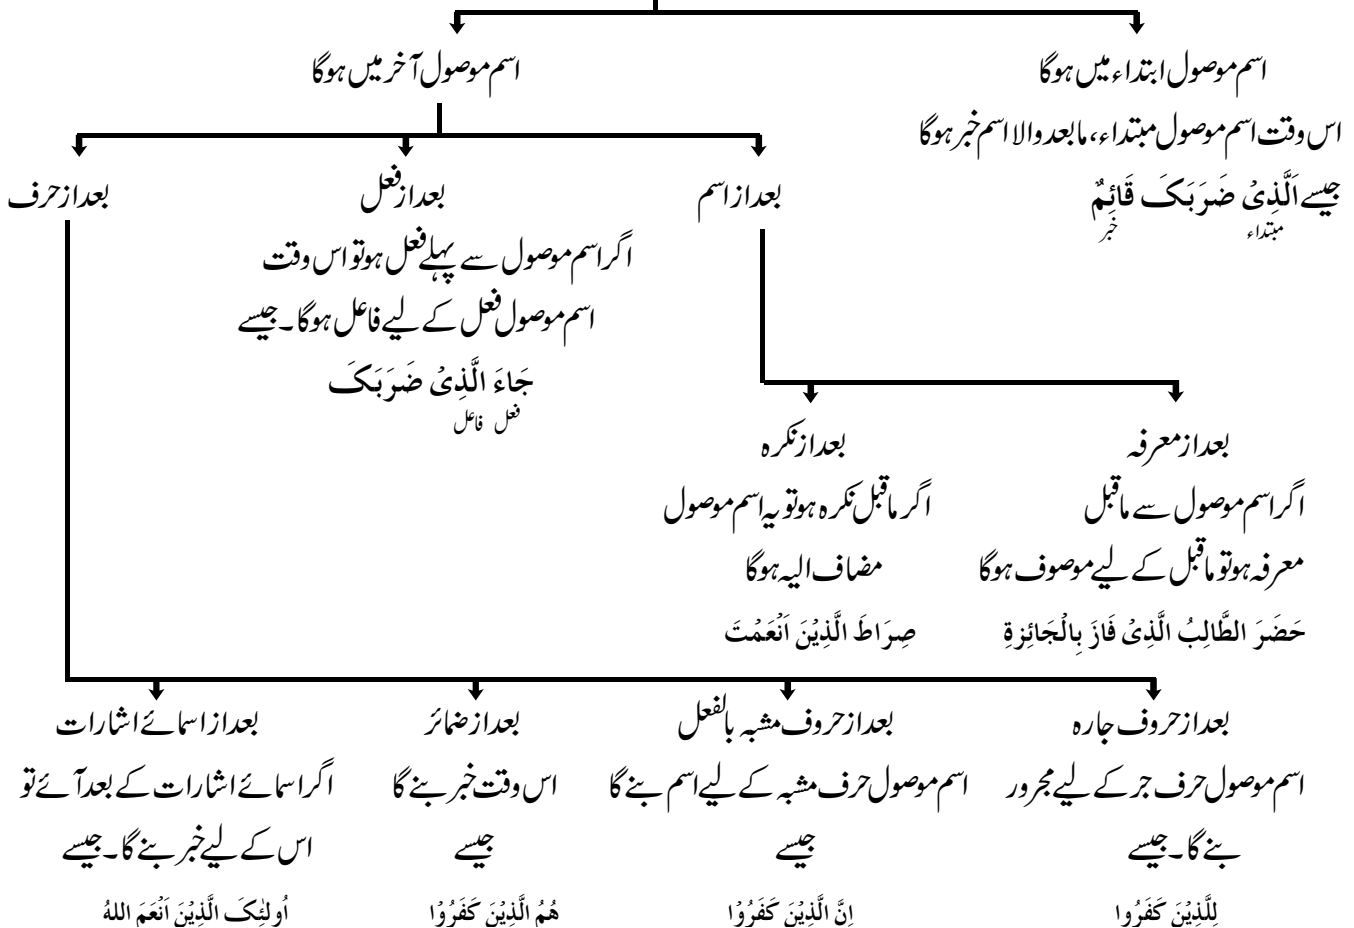 اسم موصول ابتداء میں ہوگا
اس وقت اسم موصول مبتداء، مابعد والا اسم خبر ہوگا
جیسے اَلَّذِیْ ضَرَبَکَ قَائِمٌ
مبتداء خبر
اسم موصول آخر میں ہوگا
بعد از اسم
بعد از فعل
اگر اسم موصول سے پہلے فعل ہو تو اس وقت
اسم موصول فعل کے لیے فاعل ہوگا۔ جیسے
جَاءَ الَّذِیْ ضَرَبَکَ
فعل فاعل
بعد از حرف
بعد از معرفہ
اگر اسم موصول سے ماقبل
معرفہ ہو تو ماقبل کے لیے موصوف ہوگا
حَضَرَ الطَّالِبُ الَّذِیْ فَازَ بِالْجَائِزةِ
بعد از نکرہ
اگر ماقبل نکرہ ہو تو یہ اسم موصول
مضاف الیہ ہوگا
صِرَاطَ الَّذِیْنَ اَنْعَمْتَ
بعد از حروف جارہ
اسم موصول حرف جر کے لیے مجرور
بنے گا۔ جیسے
لِلَّذِیْنَ کَفَرُوا
بعد از حروف مشبہ بالفعل
اسم موصول حرف مشبہ کے لیے اسم بنے گا
جیسے
اِنَّ الَّذِیْنَ کَفَرُوْا
بعد از ضمائر
اس وقت خبر بنے گا
جیسے
هُمُ الَّذِیْنَ کَفَرُوْا
بعد از اسمائے اشارات
اگر اسمائے اشارات کے بعد آئے تو
اس کے لیے خبر بنے گا۔ جیسے
اُولٰئِکَ الَّذِیْنَ اَنْعَمَ اللهُ